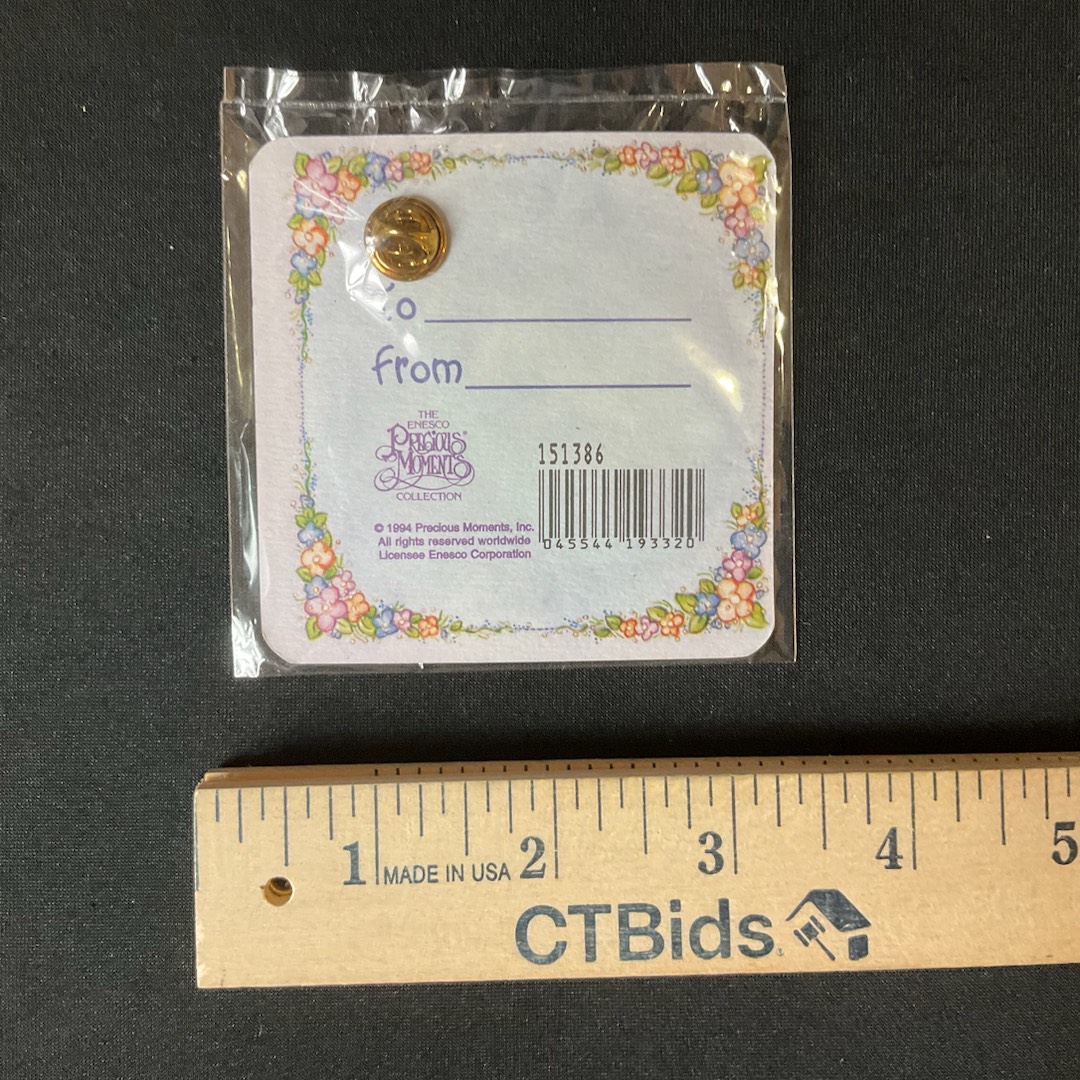 To
from
THE
ENESCO
PRECIOUS®
MOMENTS
COLLECTION
151386
045544 193320
© 1994 Precious Moments, Inc.
All rights reserved worldwide
Licensee Enesco Corporation
1 2 3 4 5
MADE IN USA
CTBids